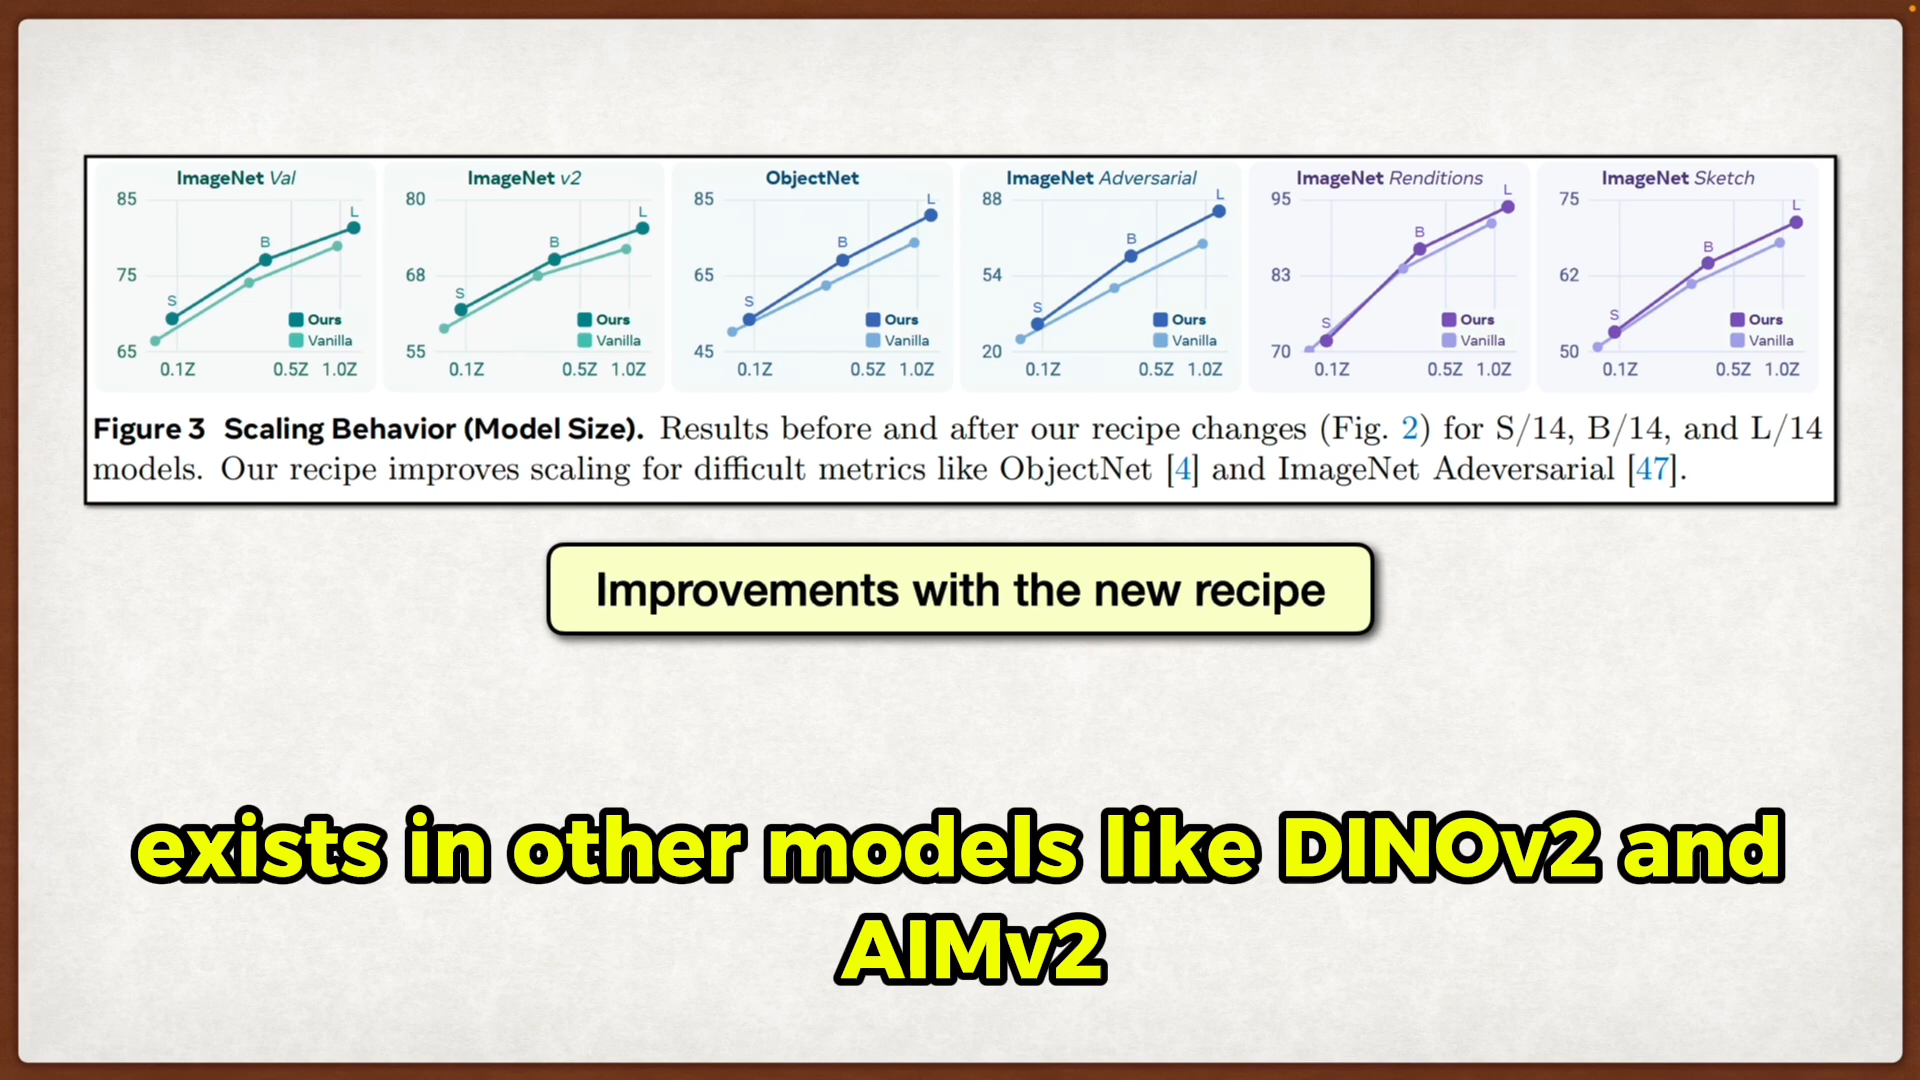 ImageNet Val
85
75
65
S
B
L
Ours
Vanilla
0.1Z 0.5Z 1.0Z
ImageNet v2
80
68
55
S
B
L
Ours
Vanilla
0.1Z 0.5Z 1.0Z
ObjectNet
85
65
45
S
B
L
Ours
Vanilla
0.1Z 0.5Z 1.0Z
ImageNet Adversarial
88
54
20
S
B
L
Ours
Vanilla
0.1Z 0.5Z 1.0Z
ImageNet Renditions
95
83
70
S
B
L
Ours
Vanilla
0.1Z 0.5Z 1.0Z
ImageNet Sketch
75
62
50
S
B
L
Ours
Vanilla
0.1Z 0.5Z 1.0Z
Figure 3 Scaling Behavior (Model Size). Results before and after our recipe changes (Fig. 2) for S/14, B/14, and L/14
models. Our recipe improves scaling for difficult metrics like ObjectNet [4] and ImageNet Adeversarial [47].
Improvements with the new recipe
exists in other models like DINOv2 and
AIMv2